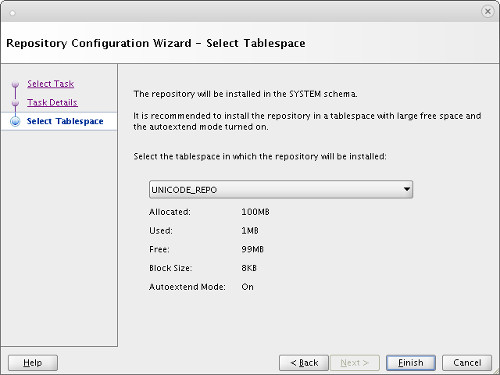 Repository Configuration Wizard - Select Tablespace
Select Task
Task Details
Select Tablespace
The repository will be installed in the SYSTEM schema.
It is recommended to install the repository in a tablespace with large free space and
the autoextend mode turned on.
Select the tablespace in which the repository will be installed:
UNICODE_REPO
Allocated: 100MB
Used: 1MB
Free: 99MB
Block Size: 8KB
Autoextend Mode: On
Help < Back Next > Finish Cancel